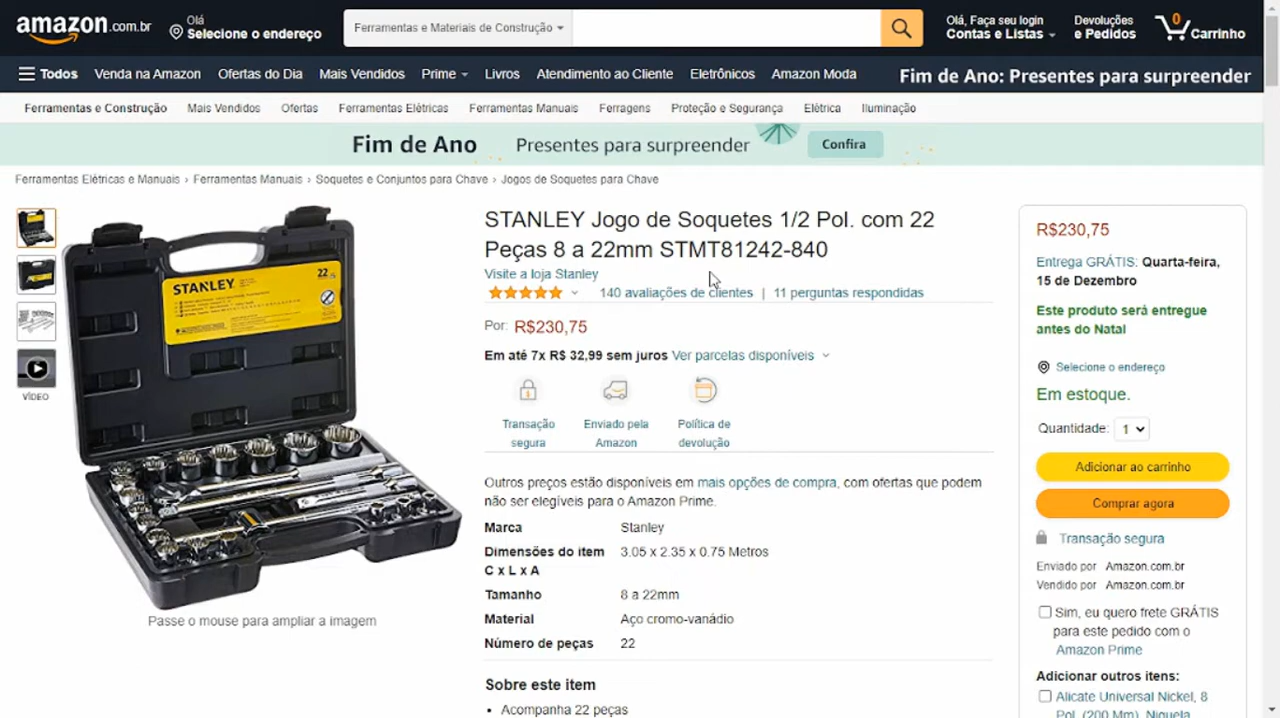 amazon.com.br
Olá
Selecione o endereço
Ferramentas e Materiais de Construção
Olá, Faça seu login
Contas e Listas
Devoluções
e Pedidos
0
Carrinho
Todos
Venda na Amazon
Ofertas do Dia
Mais Vendidos
Prime
Livros
Atendimento ao Cliente
Eletrônicos
Amazon Moda
Fim de Ano: Presentes para surpreender
Ferramentas e Construção
Mais Vendidos
Ofertas
Ferramentas Elétricas
Ferramentas Manuais
Ferragens
Proteção e Segurança
Elétrica
Iluminação
Fim de Ano
Presentes para surpreender
Confira
Ferramentas Elétricas e Manuais › Ferramentas Manuais › Soquetes e Conjuntos para Chave › Jogos de Soquetes para Chave
STANLEY
22
VÍDEO
Passe o mouse para ampliar a imagem
STANLEY Jogo de Soquetes 1/2 Pol. com 22
Peças 8 a 22mm STMT81242-840
Visite a loja Stanley
140 avaliações de clientes | 11 perguntas respondidas
Por: R$230,75
Em até 7x R$ 32,99 sem juros Ver parcelas disponíveis
Transação
segura
Enviado pela
Amazon
Política de
devolução
Outros preços estão disponíveis em mais opções de compra, com ofertas que podem
não ser elegíveis para o Amazon Prime.
Marca Stanley
Dimensões do item 3.05 x 2.35 x 0.75 Metros
C x L x A
Tamanho 8 a 22mm
Material Aço cromo-vanádio
Número de peças 22
Sobre este item
• Acompanha 22 peças
R$230,75
Entrega GRÁTIS: Quarta-feira,
15 de Dezembro
Este produto será entregue
antes do Natal
Selecione o endereço
Em estoque.
Quantidade: 1
Adicionar ao carrinho
Comprar agora
Transação segura
Enviado por Amazon.com.br
Vendido por Amazon.com.br
Sim, eu quero frete GRÁTIS
para este pedido com o
Amazon Prime
Adicionar outros itens:
Alicate Universal Nickel, 8
Pol. (200 Mm), Niquela